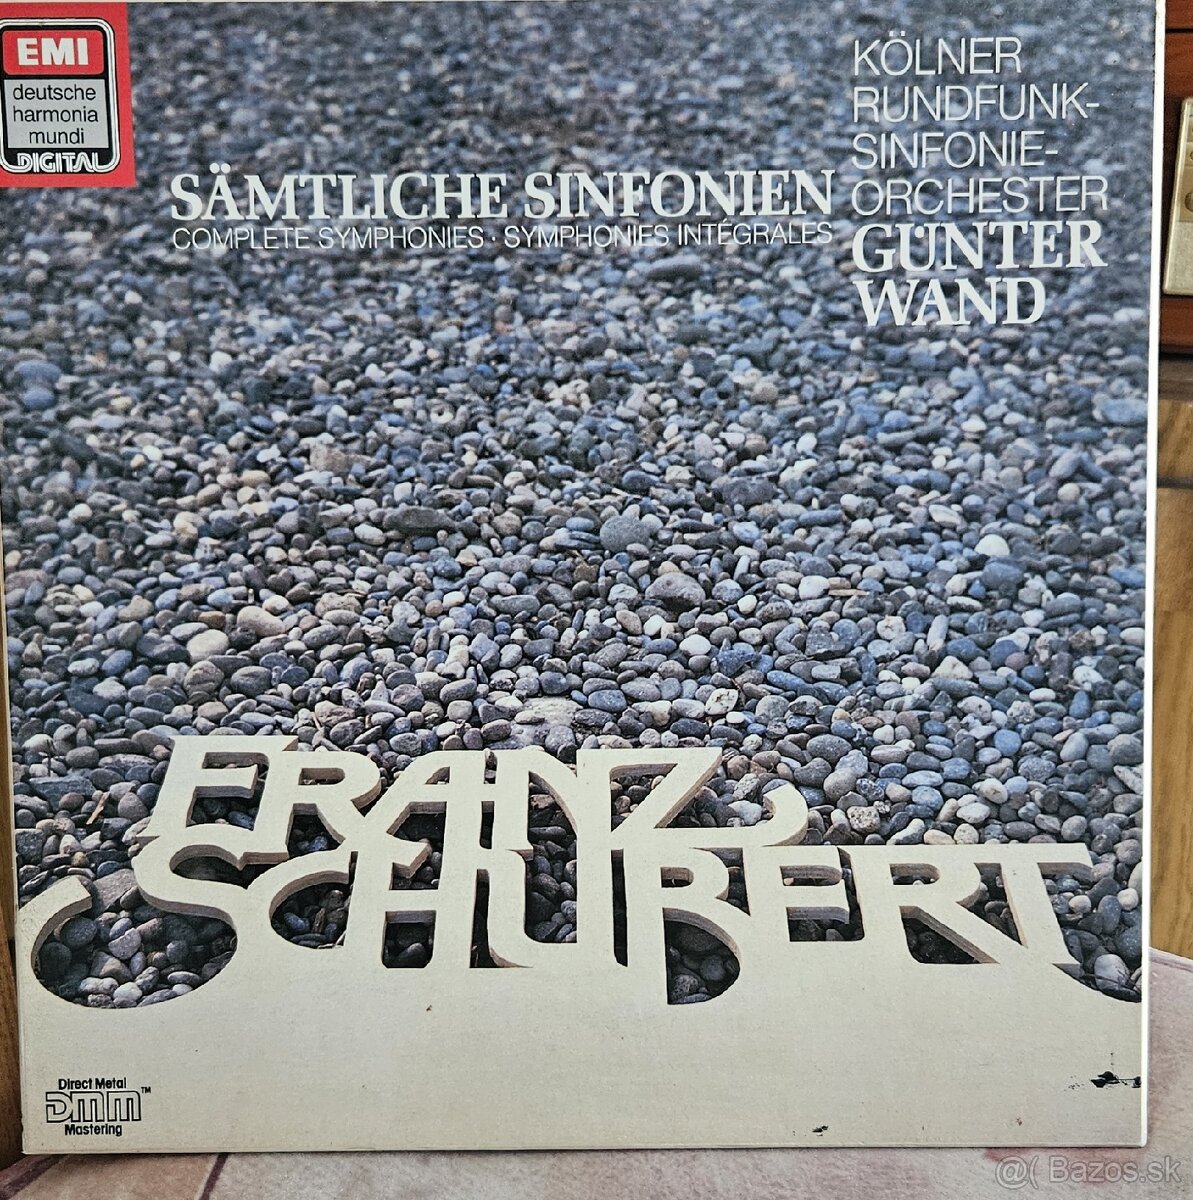 EMI
deutsche
harmonia
mundi
DIGITAL
KÖLNER
RUNDFUNK-
SINFONIE-
ORCHESTER
GÜNTER
WAND
SÄMTLICHE SINFONIEN
COMPLETE SYMPHONIES · SYMPHONIES INTÉGRALES
FRANZ
SCHUBERT
Direct Metal
DMM™
Mastering
@( Bazos.sk